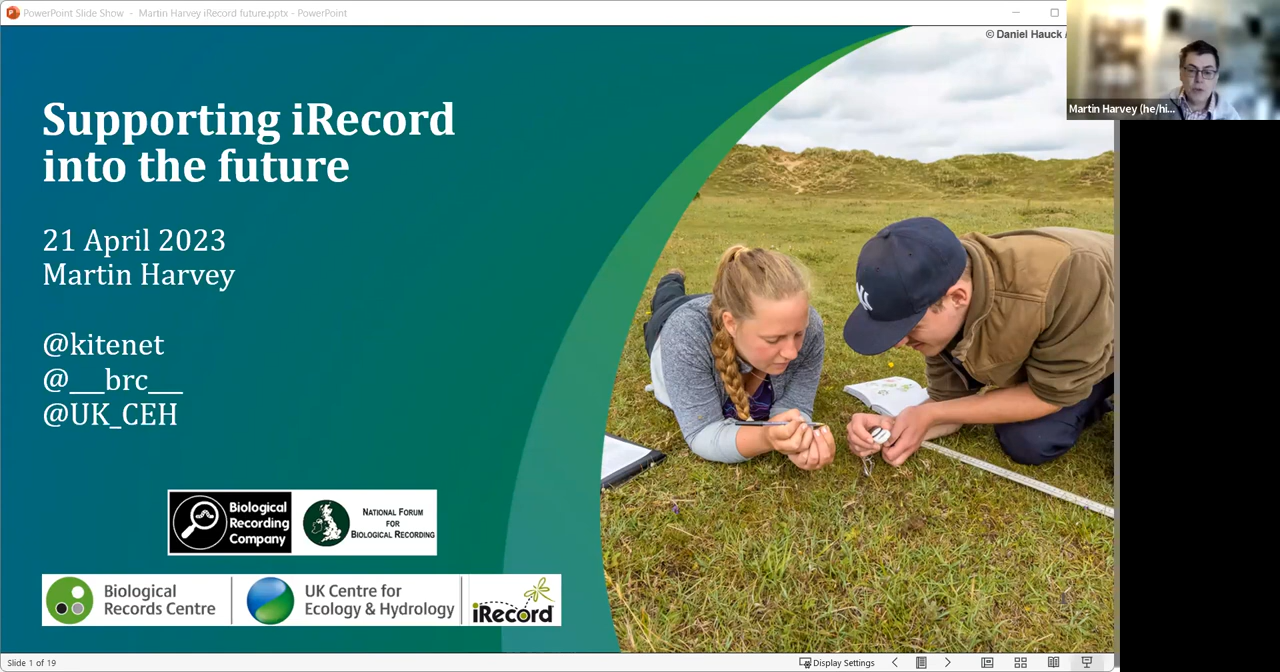 PowerPoint Slide Show - Martin Harvey iRecord future.pptx - PowerPoint
© Daniel Hauck
Martin Harvey (he/hi...
Supporting iRecord
into the future
21 April 2023
Martin Harvey
@kitenet
@___brc___
@UK_CEH
Biological
Recording
Company
NATIONAL FORUM
FOR
BIOLOGICAL RECORDING
Biological
Records Centre
UK Centre for
Ecology & Hydrology
iRecord
Slide 1 of 19
Display Settings